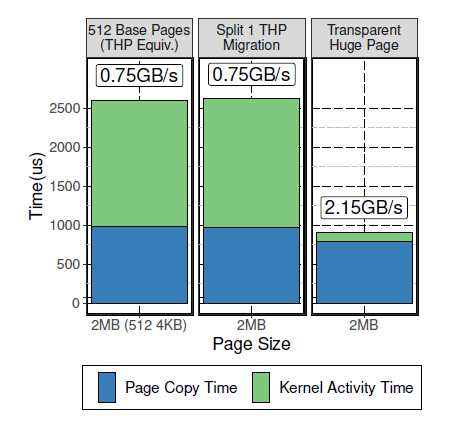 512 Base Pages
(THP Equiv.)
Split 1 THP
Migration
Transparent
Huge Page
0.75GB/s
0.75GB/s
2.15GB/s
Time(us)
2500
2000
1500
1000
500
0
2MB (512 4KB)
2MB
2MB
Page Size
Page Copy Time
Kernel Activity Time